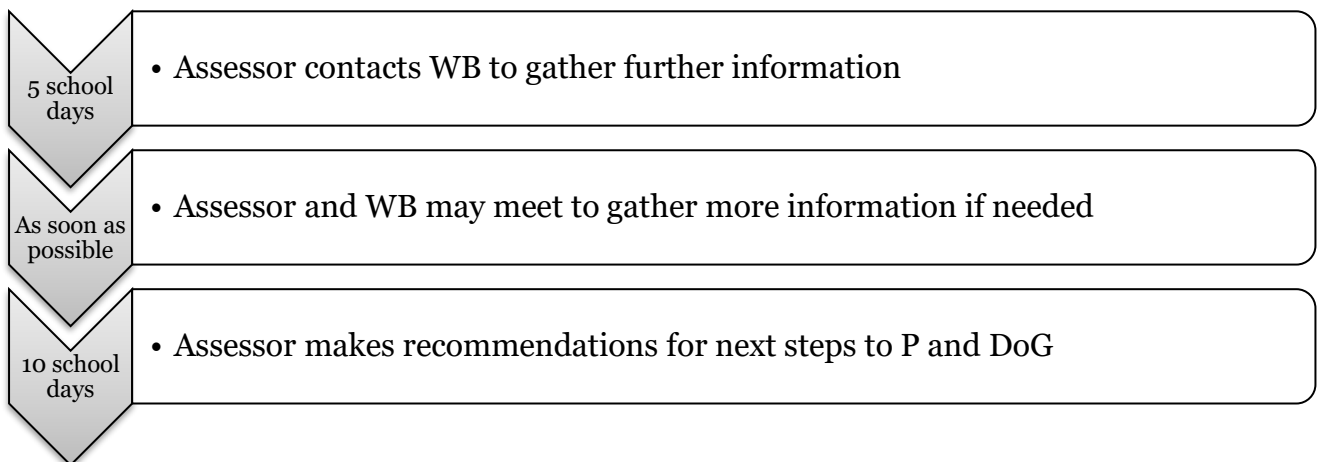 5 school
days
• Assessor contacts WB to gather further information
As soon as
possible
• Assessor and WB may meet to gather more information if needed
10 school
days
• Assessor makes recommendations for next steps to P and DoG